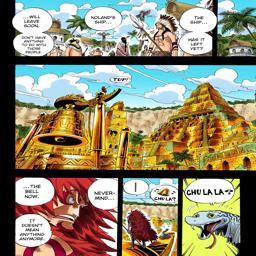 THE
SHIP...
HAS IT
LEFT YET?
NOLAND'S
SHIP...
...WILL
LEAVE
SOON.
DON'T HAVE
ANYTHING
TO DO WITH
THOSE
PEOPLE
TUP!
CHU LA LA
!
CHU
LA?
NEVER-
MIND...
...THE
BELL
NOW.
IT
DOESN'T
MEAN
ANYTHING
ANYMORE.